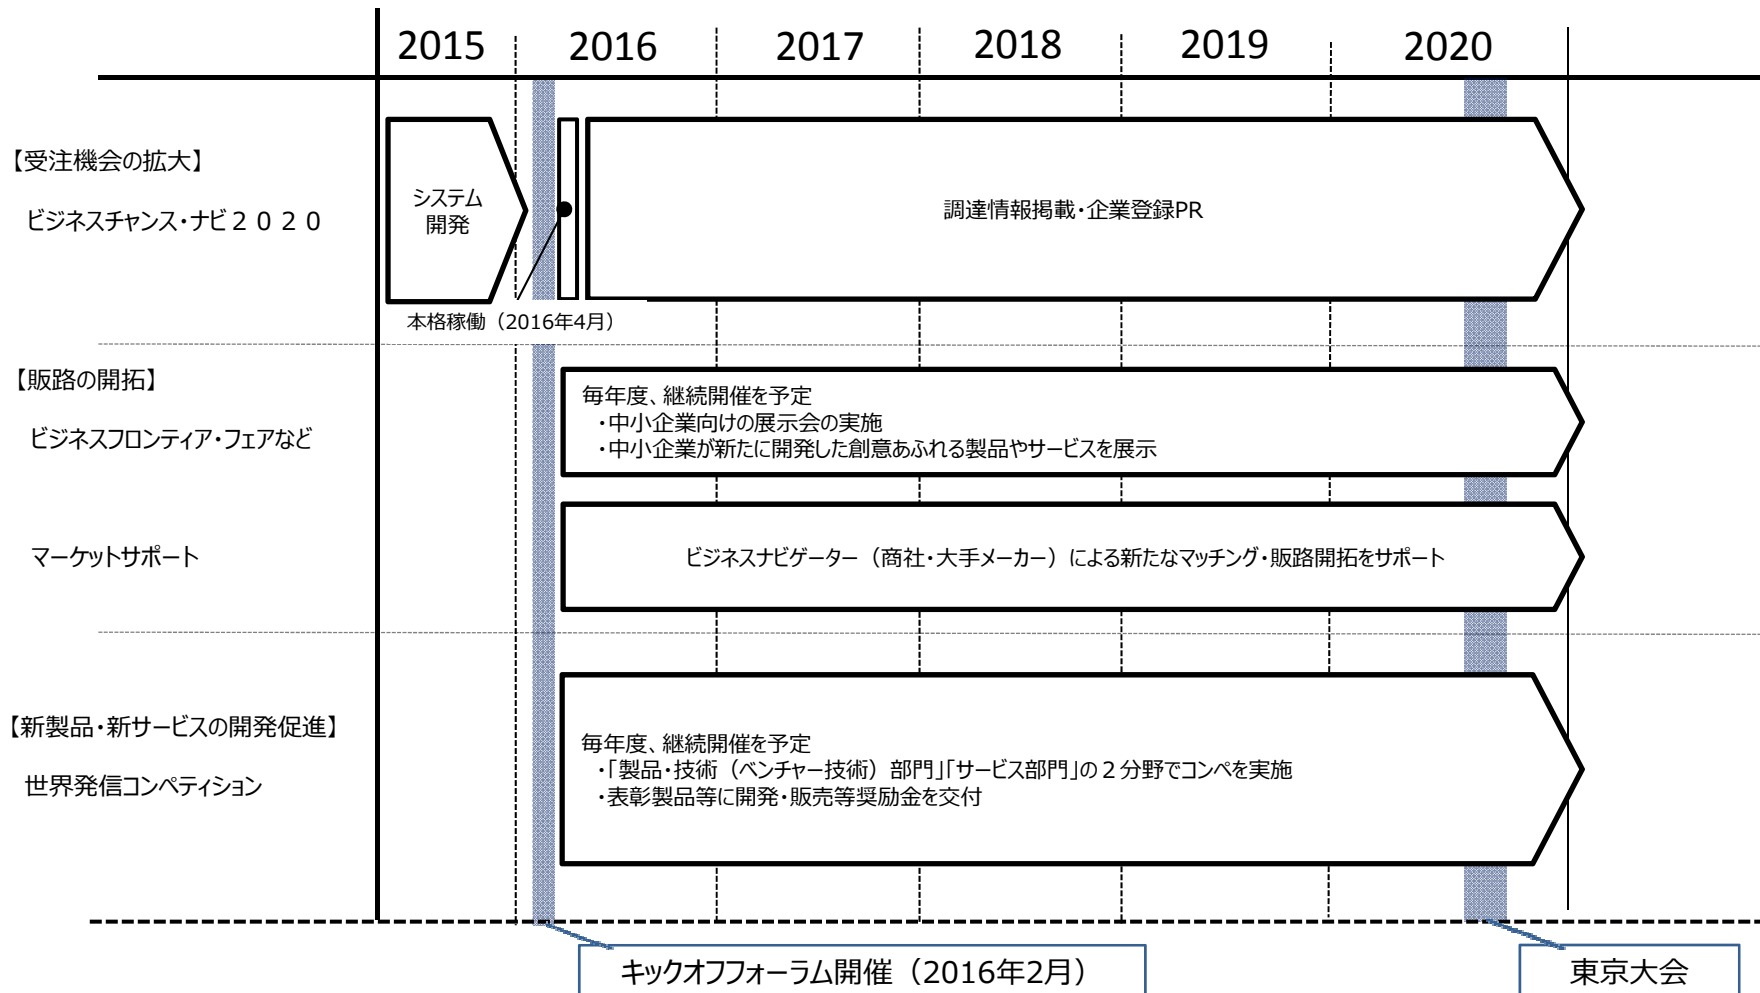 2015 2016 2017 2018 2019 2020
【受注機会の拡大】
ビジネスチャンス・ナビ２０２０
システム
開発
調達情報掲載・企業登録PR
本格稼働（2016年4月）
【販路の開拓】
ビジネスフロンティア・フェアなど
毎年度、継続開催を予定
・中小企業向けの展示会の実施
・中小企業が新たに開発した創意あふれる製品やサービスを展示
マーケットサポート
ビジネスナビゲーター（商社・大手メーカー）による新たなマッチング・販路開拓をサポート
【新製品・新サービスの開発促進】
世界発信コンペティション
毎年度、継続開催を予定
・「製品・技術（ベンチャー技術）部門」「サービス部門」の２分野でコンペを実施
・表彰製品等に開発・販売等奨励金を交付
キックオフフォーラム開催（2016年2月）
東京大会